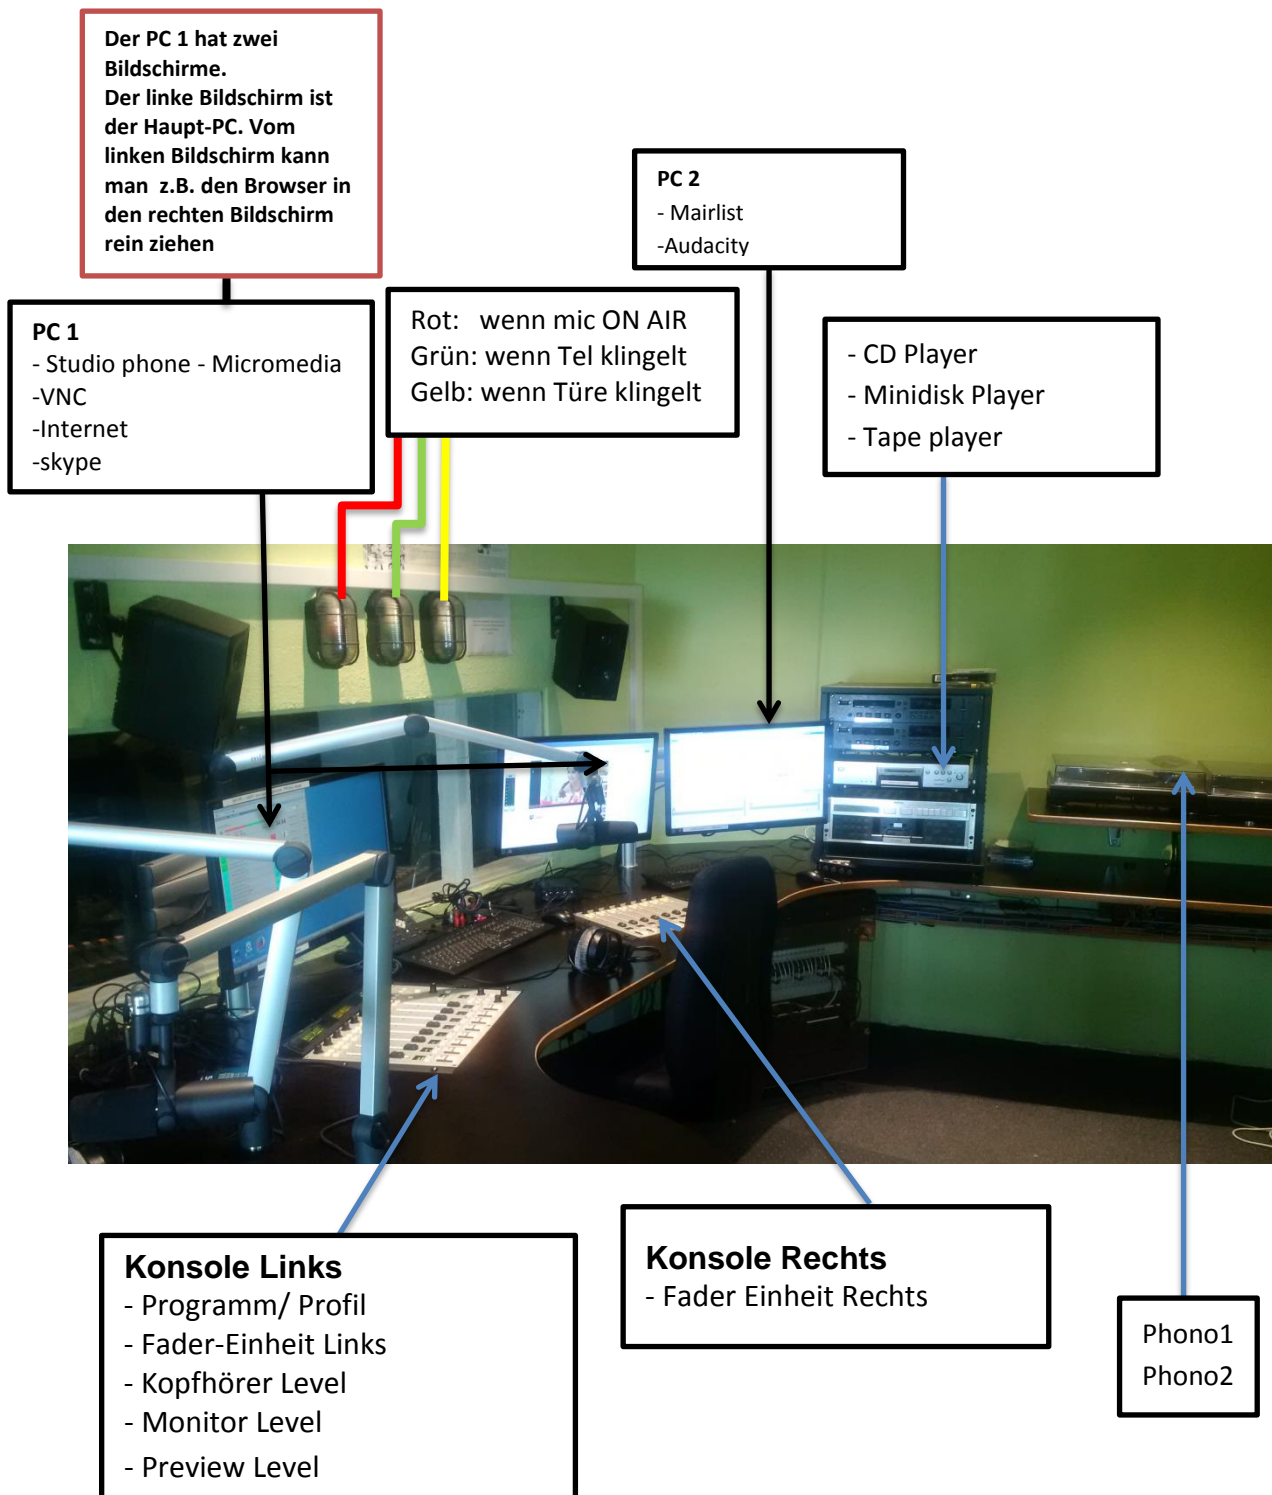 Der PC 1 hat zwei
Bildschirme.
Der linke Bildschirm ist
der Haupt-PC. Vom
linken Bildschirm kann
man  z.B. den Browser in
den rechten Bildschirm
rein ziehen
PC 2
- Mairlist
-Audacity
PC 1
- Studio phone - Micromedia
-VNC
-Internet
-skype
Rot:   wenn mic ON AIR
Grün: wenn Tel klingelt
Gelb: wenn Türe klingelt
- CD Player
- Minidisk Player
- Tape player
Konsole Links
- Programm/ Profil
- Fader-Einheit Links
- Kopfhörer Level
- Monitor Level
- Preview Level
Konsole Rechts
- Fader Einheit Rechts
Phono1
Phono2